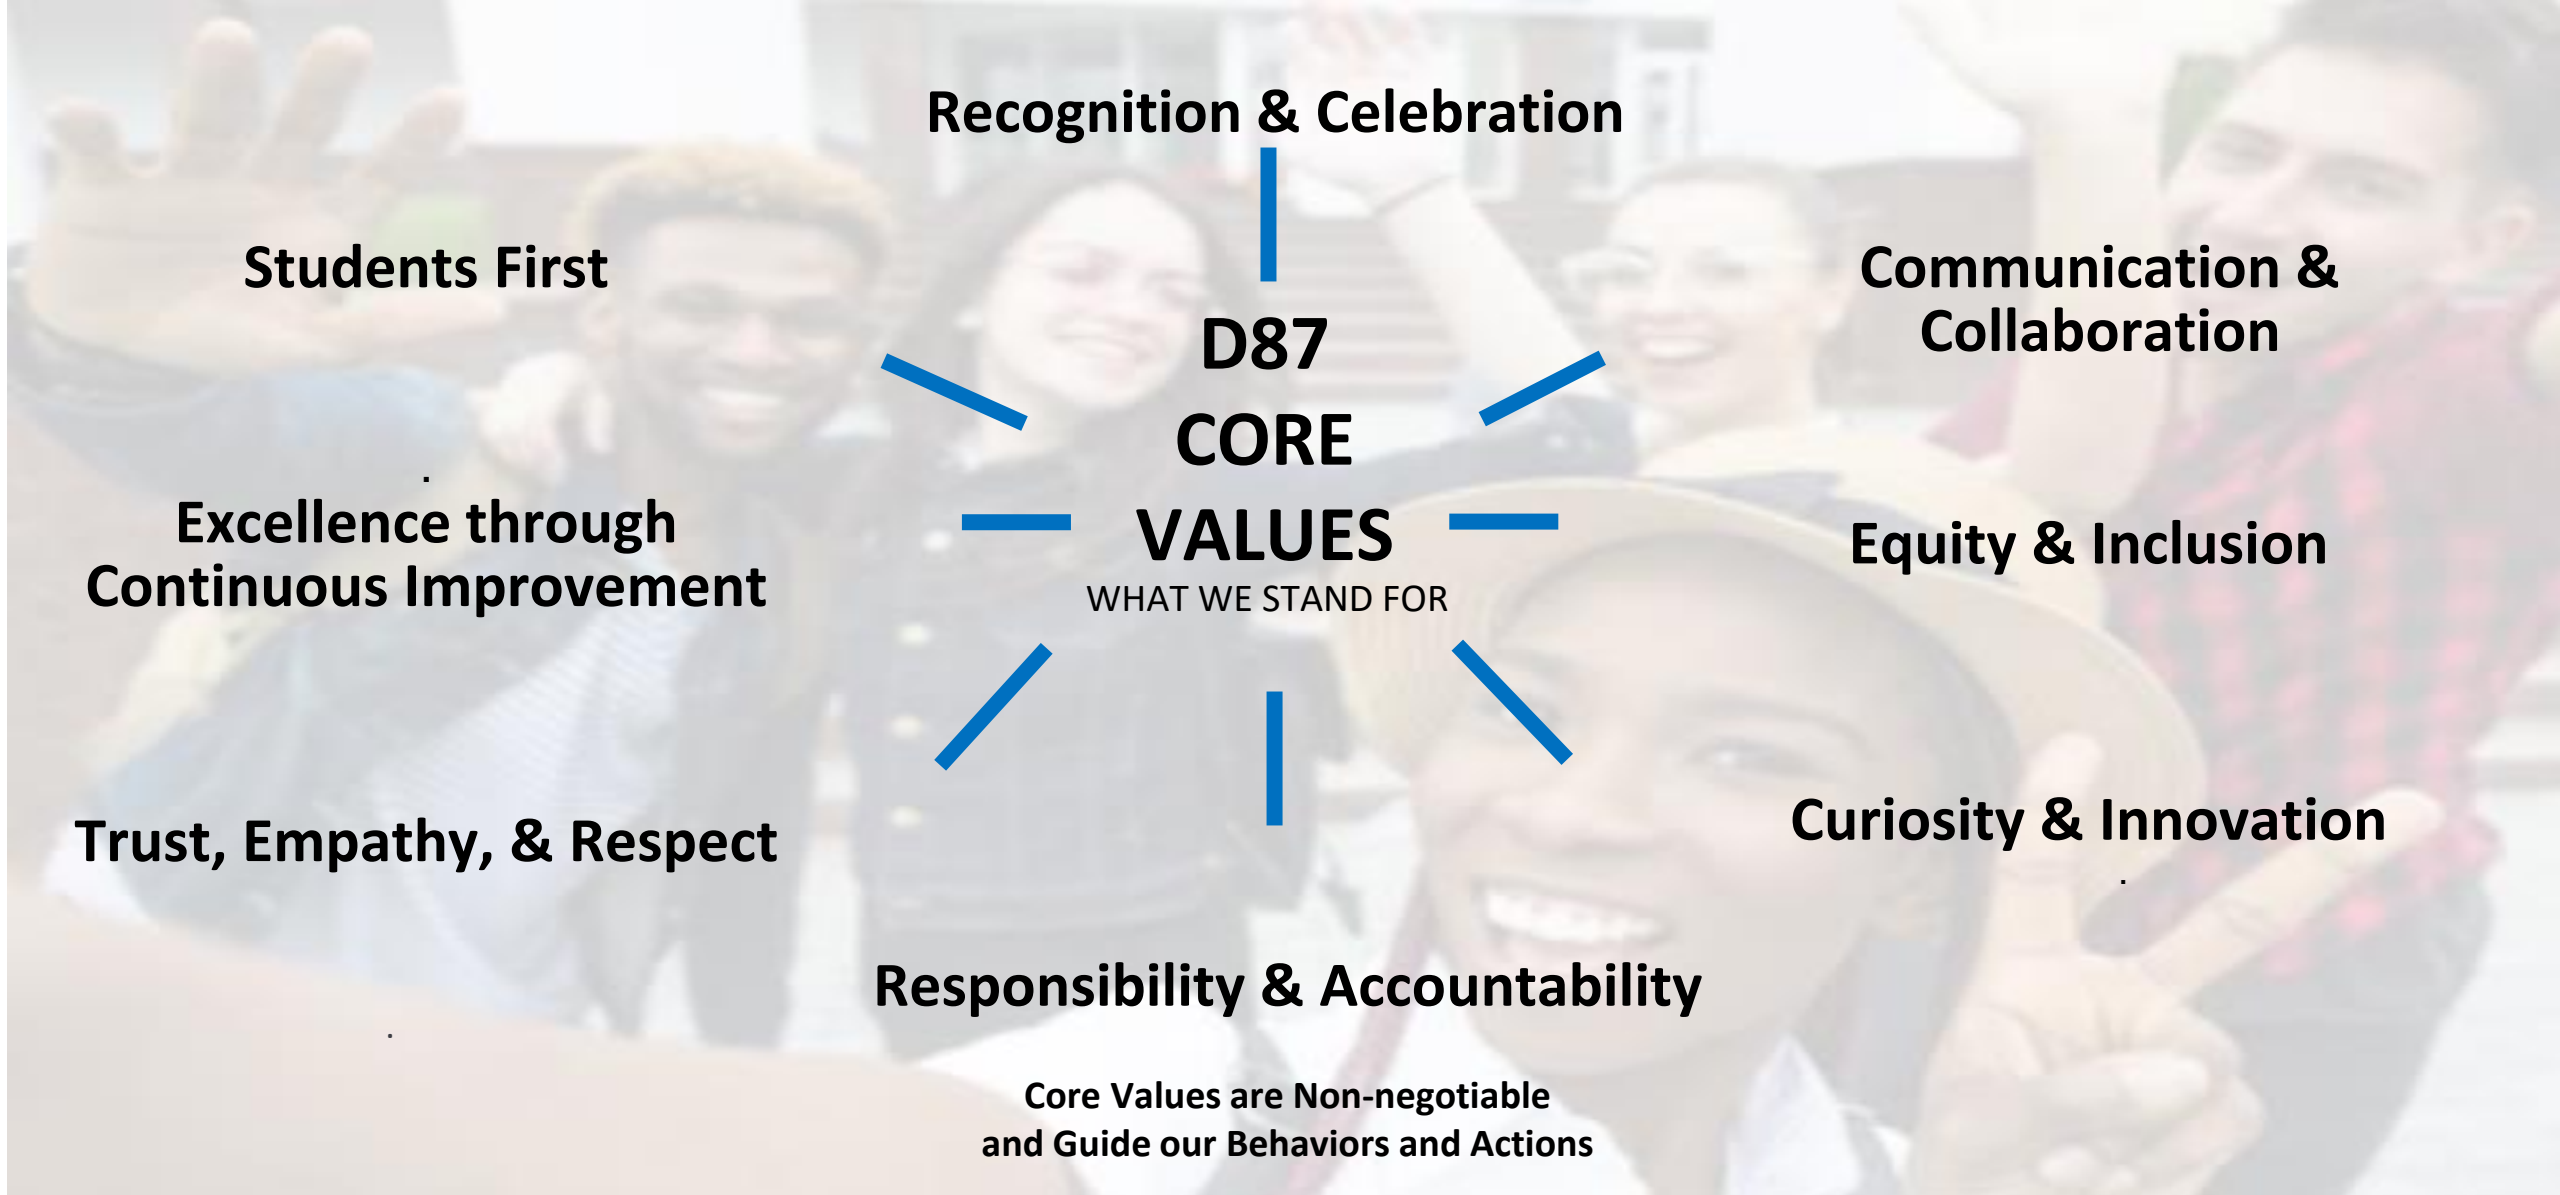 Recognition & Celebration
Students First
Communication &
Collaboration
D87
CORE
VALUES
WHAT WE STAND FOR
.
Excellence through
Continuous Improvement
Equity & Inclusion
Trust, Empathy, & Respect
Curiosity & Innovation
.
Responsibility & Accountability
.
Core Values are Non-negotiable
and Guide our Behaviors and Actions